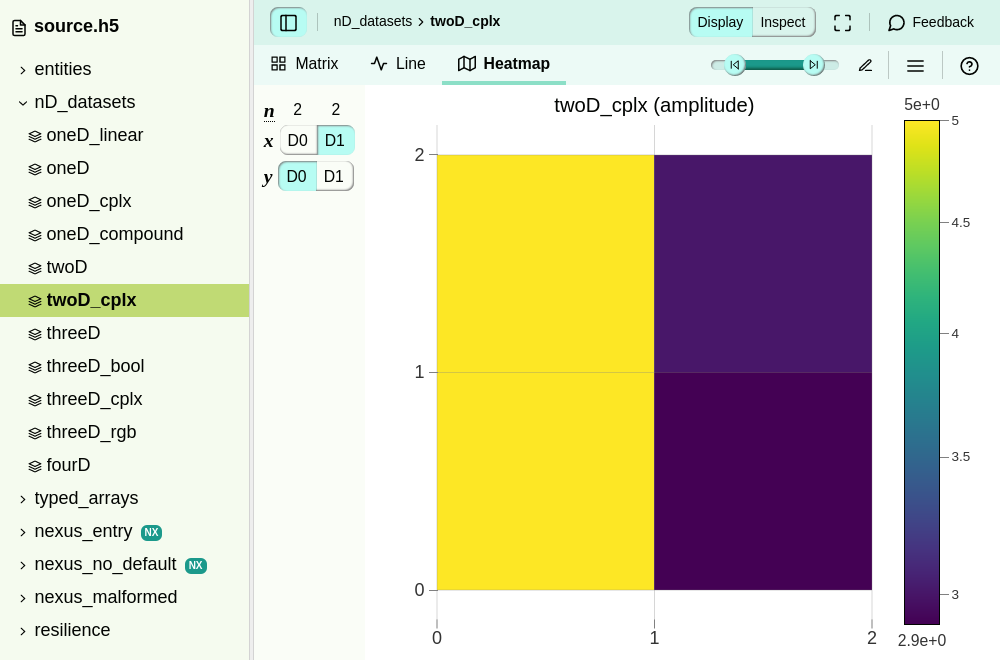 source.h5
entities
nD_datasets
oneD_linear
oneD
oneD_cplx
oneD_compound
twoD
twoD_cplx
threeD
threeD_bool
threeD_cplx
threeD_rgb
fourD
typed_arrays
nexus_entry NX
nexus_no_default NX
nexus_malformed
resilience
nD_datasets › twoD_cplx
Display Inspect
Feedback
Matrix Line Heatmap
n 2 2
x D0 D1
y D0 D1
twoD_cplx (amplitude)
2
1
0
0 1 2
5e+0
5
4.5
4
3.5
3
2.9e+0